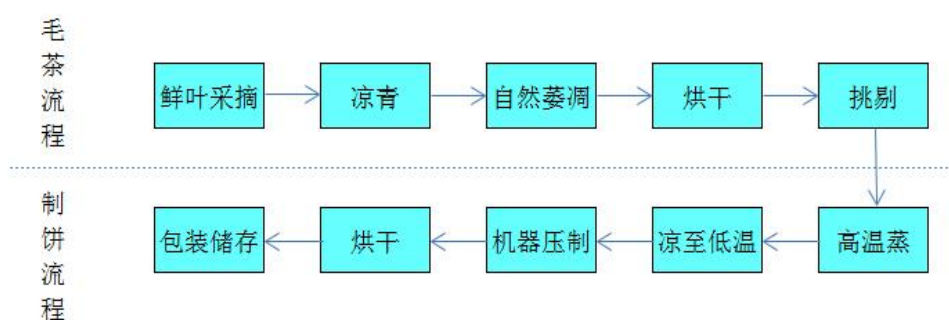 毛茶流程
鲜叶采摘
凉青
自然萎凋
烘干
挑剔
制饼流程
包装储存
烘干
机器压制
凉至低温
高温蒸